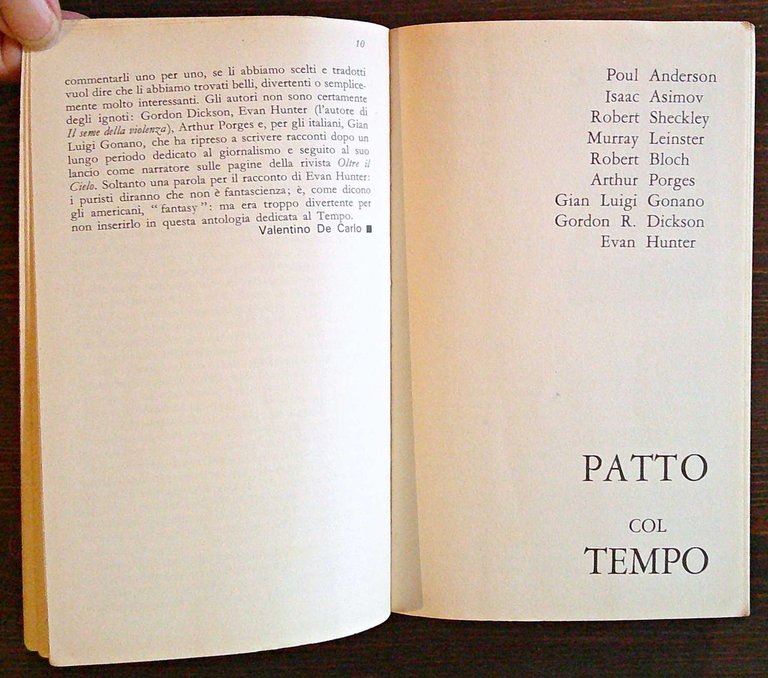 10
commentarli uno per uno, se li abbiamo scelti e tradotti
vuol dire che li abbiamo trovati belli, divertenti o semplice-
mente molto interessanti. Gli autori non sono certamente
degli ignoti: Gordon Dickson, Evan Hunter (l'autore di
Il seme della violenza), Arthur Porges e, per gli italiani, Gian
Luigi Gonano, che ha ripreso a scrivere racconti dopo un
lungo periodo dedicato al giornalismo e seguito al suo
lancio come narratore sulle pagine della rivista Oltre il
Cielo. Soltanto una parola per il racconto di Evan Hunter:
i puristi diranno che non è fantascienza; è, come dicono
gli americani, “fantasy”: ma era troppo divertente per
non inserirlo in questa antologia dedicata al Tempo.
Valentino De Carlo ■
Poul Anderson
Isaac Asimov
Robert Sheckley
Murray Leinster
Robert Bloch
Arthur Porges
Gian Luigi Gonano
Gordon R. Dickson
Evan Hunter
PATTO
COL
TEMPO